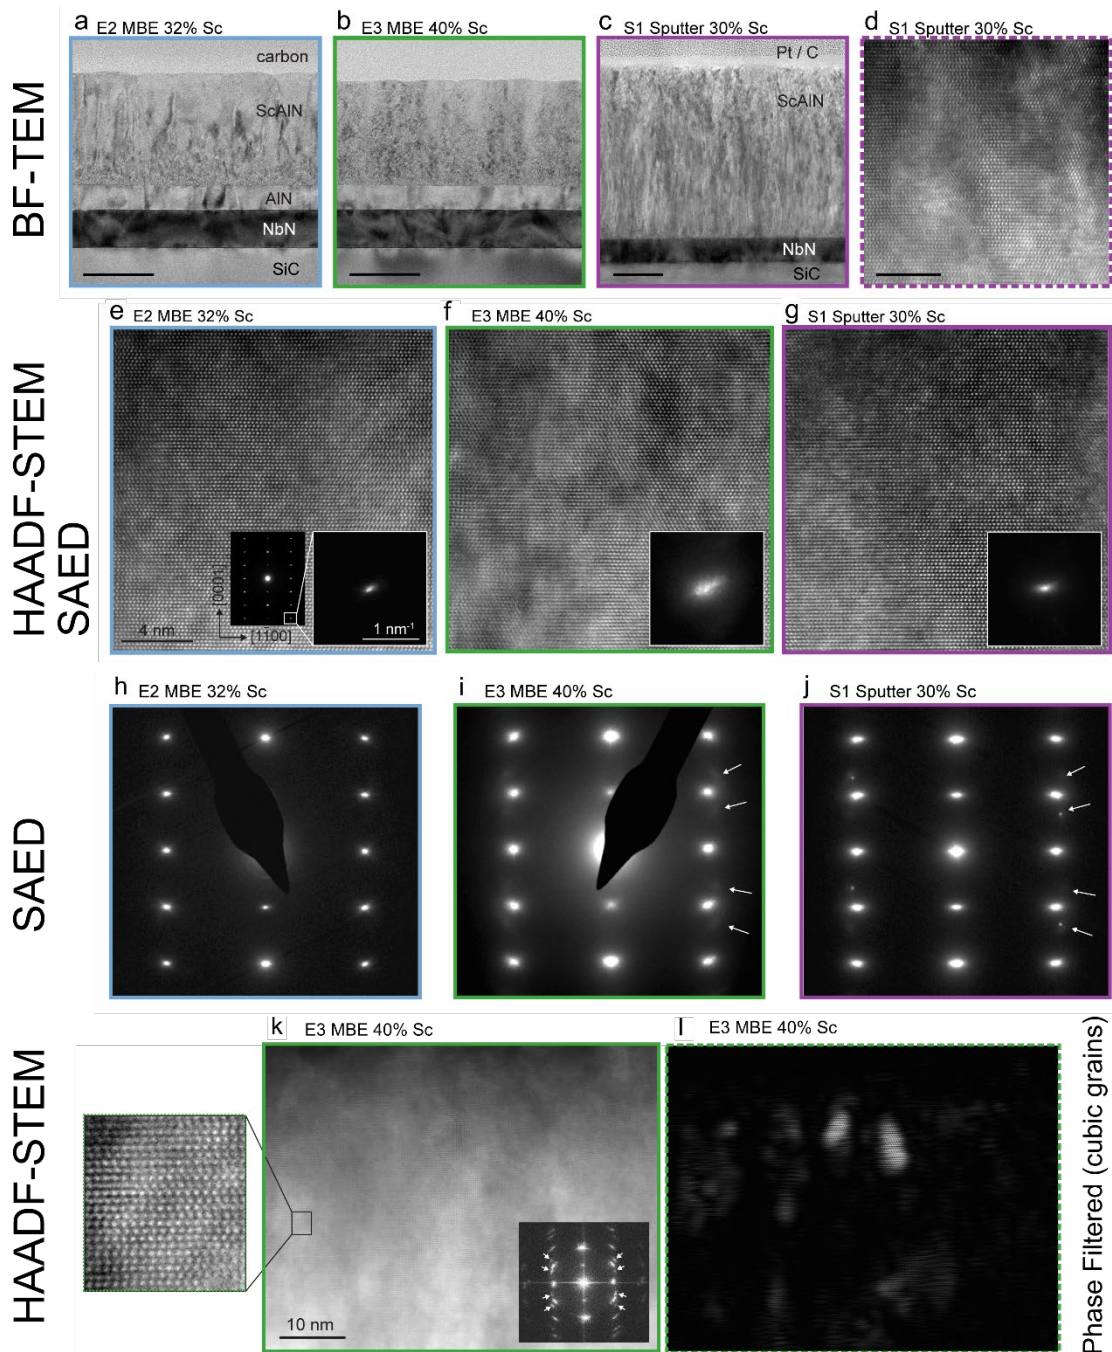 BF-TEM
a E2 MBE 32% Sc
carbon
ScAlN
AlN
NbN
SiC
b E3 MBE 40% Sc
c S1 Sputter 30% Sc
Pt / C
ScAlN
NbN
SiC
d S1 Sputter 30% Sc
HAADF-STEM
SAED
e E2 MBE 32% Sc
4 nm
[0001]
[1100]
1 nm⁻¹
f E3 MBE 40% Sc
g S1 Sputter 30% Sc
SAED
h E2 MBE 32% Sc
i E3 MBE 40% Sc
j S1 Sputter 30% Sc
HAADF-STEM
k E3 MBE 40% Sc
10 nm
l E3 MBE 40% Sc
Phase Filtered (cubic grains)